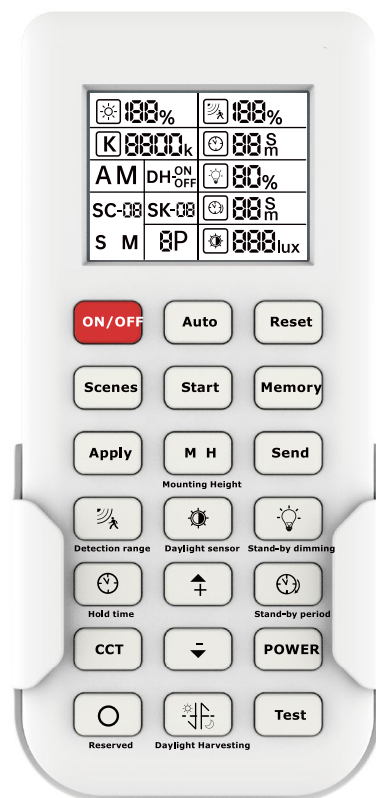 188% 188%
K 8800k 88 S m
AM DH-ON OFF 80%
SC-08 SK-08 88 S m
S M 8P 888lux
ON/OFF Auto Reset
Scenes Start Memory
Apply M H Send
Mounting Height
Detection range Daylight sensor Stand-by dimming
Hold time + Stand-by period
CCT - POWER
Test
Reserved Daylight Harvesting